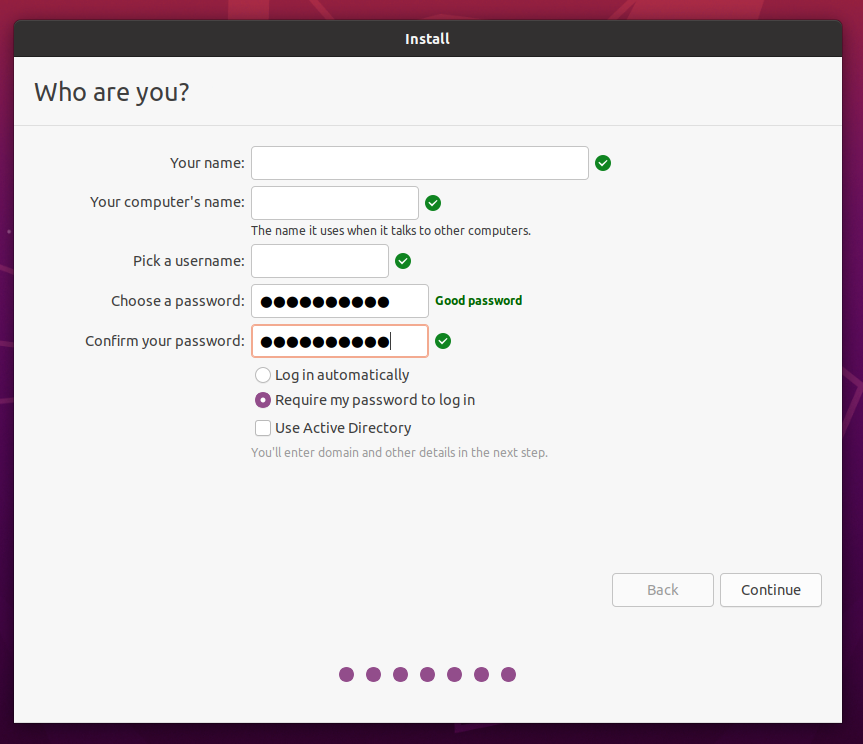 Install
Who are you?
Your name:
Your computer's name:
The name it uses when it talks to other computers.
Pick a username:
Choose a password: ●●●●●●●●●● Good password
Confirm your password: ●●●●●●●●●●
Log in automatically
Require my password to log in
Use Active Directory
You'll enter domain and other details in the next step.
Back Continue